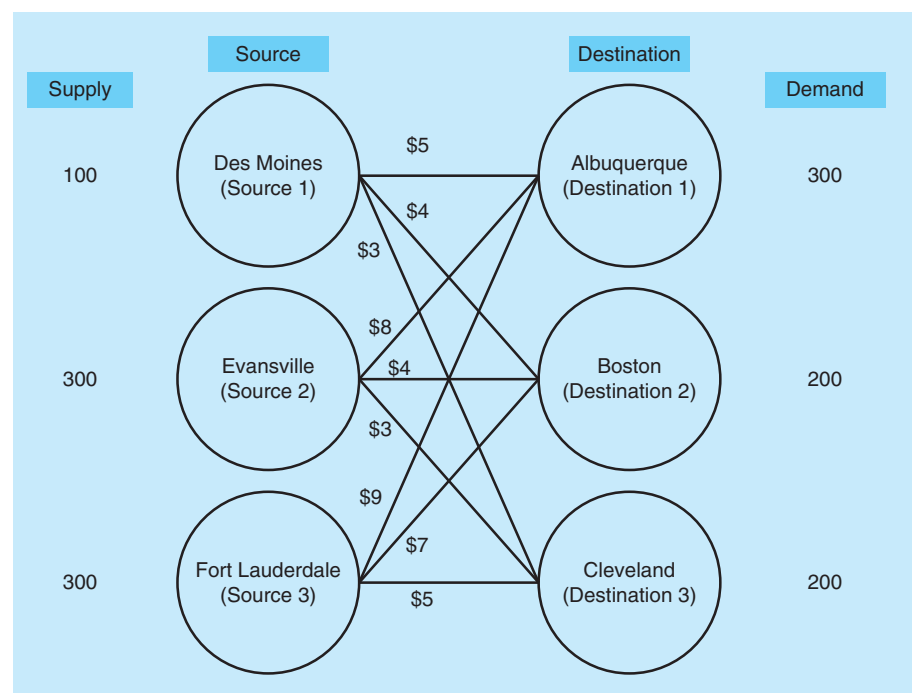 Source
Destination
Supply
Demand
100
Des Moines
(Source 1)
$5
$4
$3
Albuquerque
(Destination 1)
300
300
Evansville
(Source 2)
$8
$4
$3
Boston
(Destination 2)
200
300
Fort Lauderdale
(Source 3)
$9
$7
$5
Cleveland
(Destination 3)
200